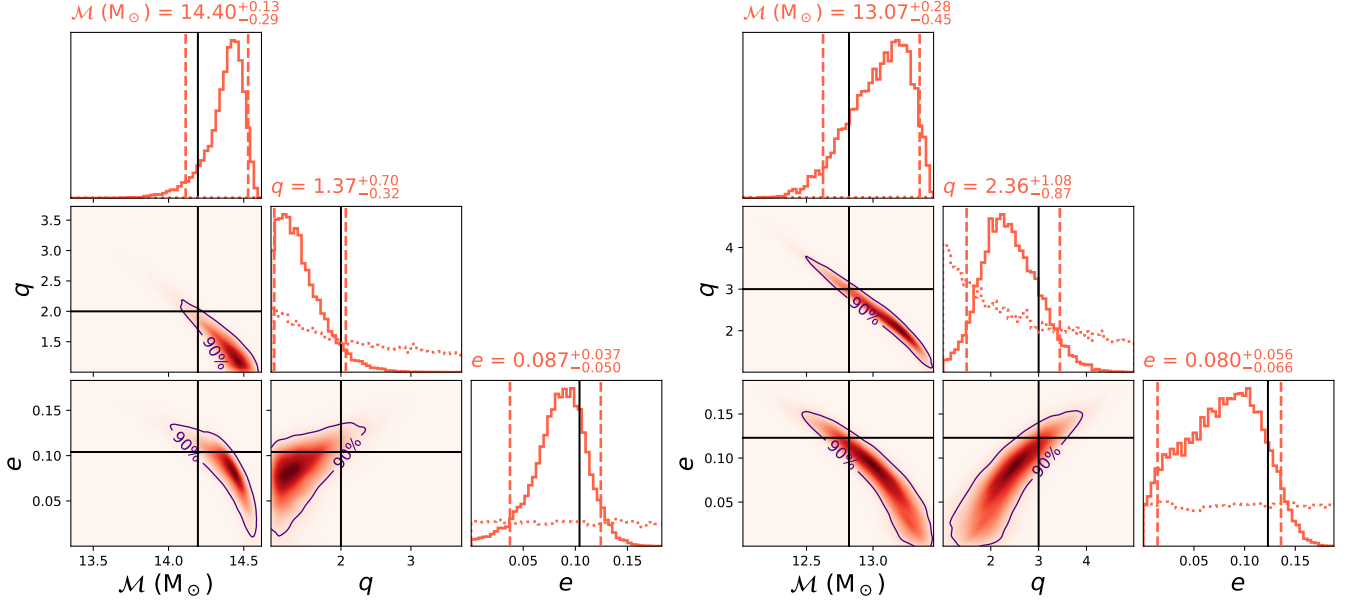 ℳ (M⊙) = 14.40 +0.13 −0.29
q = 1.37 +0.70 −0.32
3.5
3.0
2.5
2.0
1.5
q
90%
e = 0.087 +0.037 −0.050
0.15
0.10
0.05
e
90%
90%
13.5 14.0 14.5
2 3
0.05 0.10 0.15
ℳ (M⊙)
q
e
ℳ (M⊙) = 13.07 +0.28 −0.45
q = 2.36 +1.08 −0.87
4
3
2
q
90%
e = 0.080 +0.056 −0.066
0.15
0.10
0.05
e
90%
90%
12.5 13.0
2 3 4
0.05 0.10 0.15
ℳ (M⊙)
q
e